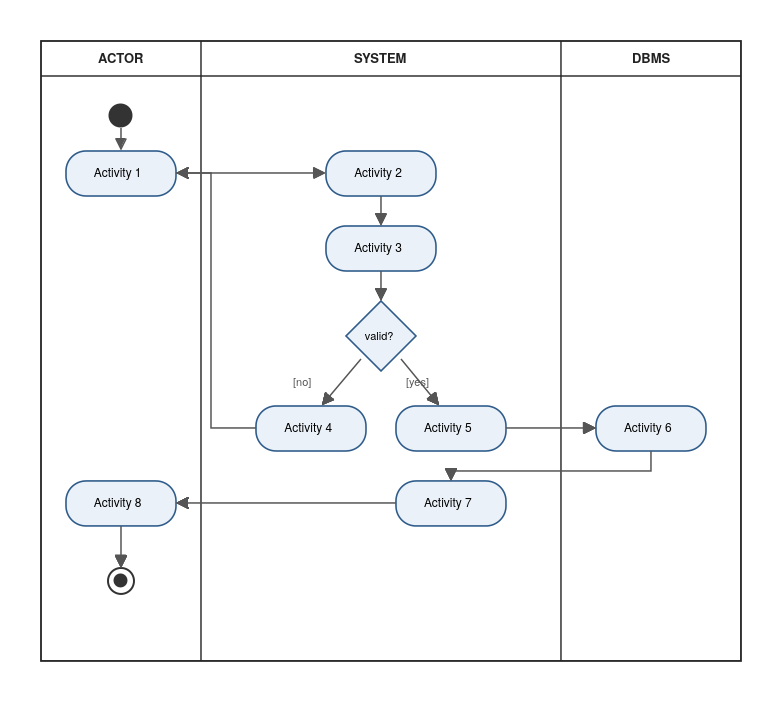 ACTOR
SYSTEM
DBMS
Activity 1
Activity 2
Activity 3
valid?
[no]
[yes]
Activity 4
Activity 5
Activity 6
Activity 8
Activity 7